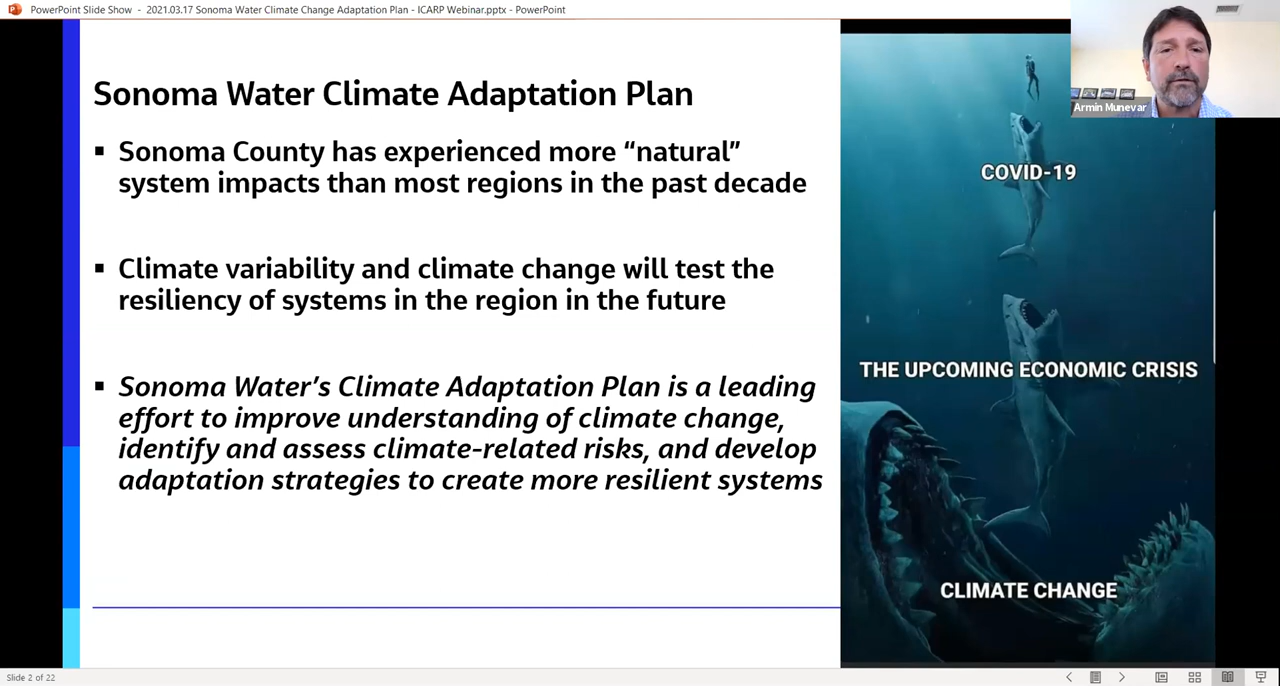 PowerPoint Slide Show - 2021.03.17 Sonoma Water Climate Change Adaptation Plan - ICARP Webinar.pptx - PowerPoint
Armin Munevar
Sonoma Water Climate Adaptation Plan
▪ Sonoma County has experienced more “natural”
system impacts than most regions in the past decade
▪ Climate variability and climate change will test the
resiliency of systems in the region in the future
▪ Sonoma Water’s Climate Adaptation Plan is a leading
effort to improve understanding of climate change,
identify and assess climate-related risks, and develop
adaptation strategies to create more resilient systems
COVID-19
THE UPCOMING ECONOMIC CRISIS
CLIMATE CHANGE
Slide 2 of 22